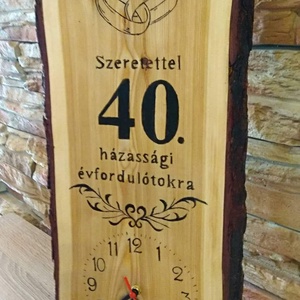 Szeretettel
40.
házassági
évfordulótokra
11 12 1
10 2
9 3